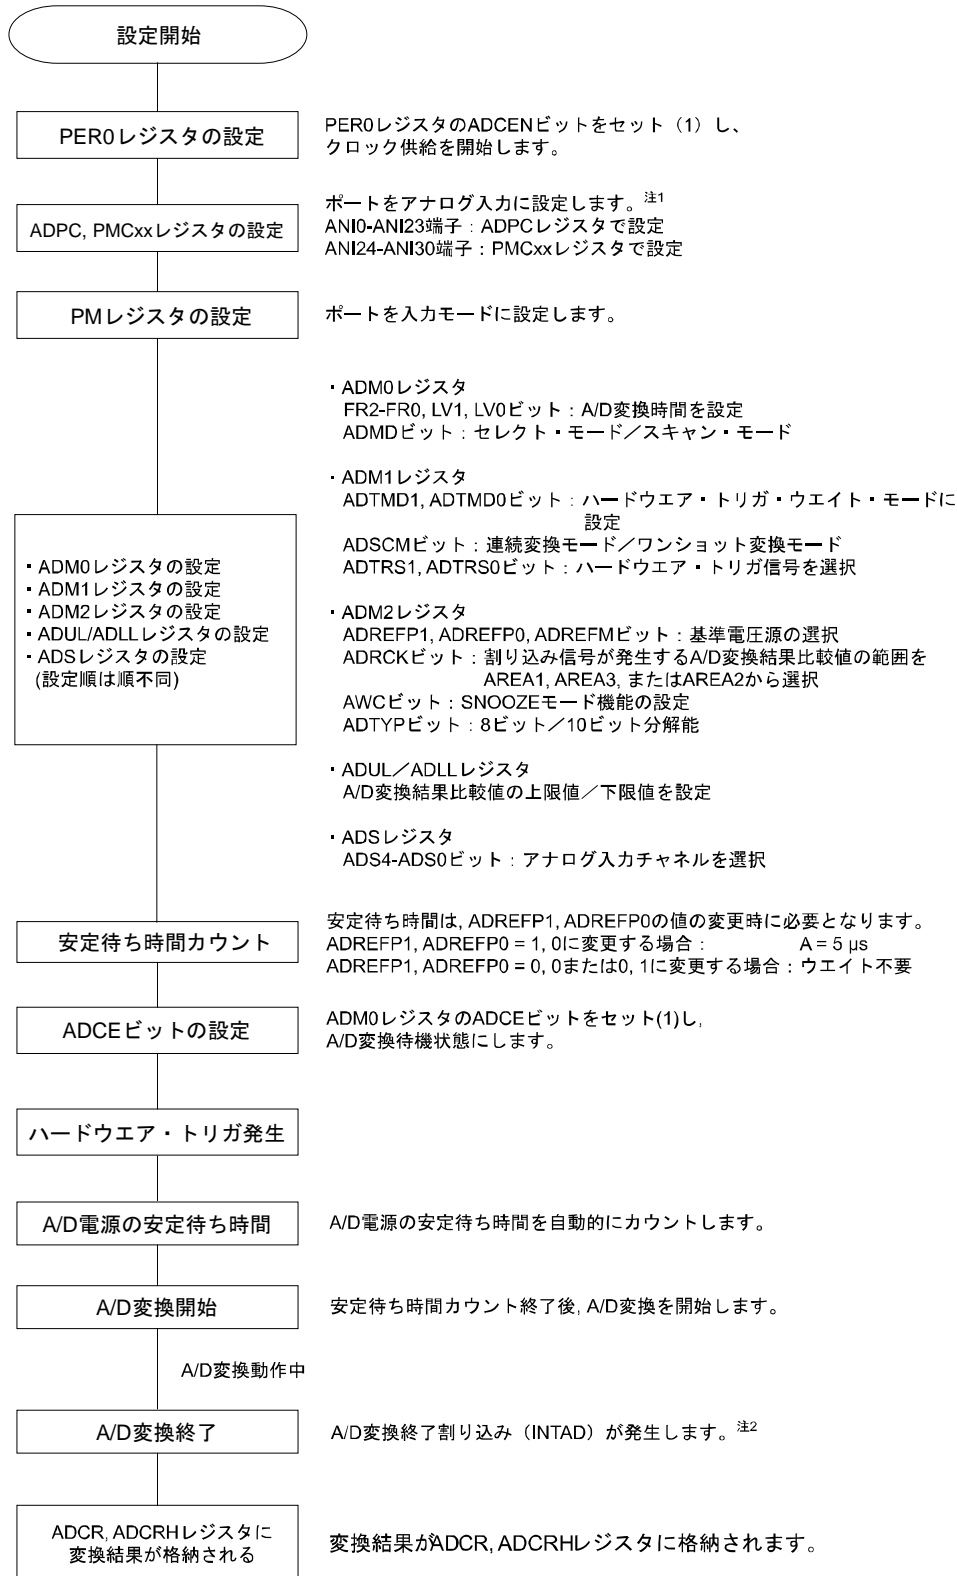 設定開始
PER0レジスタの設定
PER0レジスタのADCENビットをセット（1）し、
クロック供給を開始します。
ADPC, PMCxxレジスタの設定
ポートをアナログ入力に設定します。注1
ANI0-ANI23端子：ADPCレジスタで設定
ANI24-ANI30端子：PMCxxレジスタで設定
PMレジスタの設定
ポートを入力モードに設定します。
・ADM0レジスタの設定
・ADM1レジスタの設定
・ADM2レジスタの設定
・ADUL/ADLLレジスタの設定
・ADSレジスタの設定
(設定順は順不同)
・ADM0レジスタ
FR2-FR0, LV1, LV0ビット：A/D変換時間を設定
ADMDビット：セレクト・モード／スキャン・モード
・ADM1レジスタ
ADTMD1, ADTMD0ビット：ハードウエア・トリガ・ウエイト・モードに
設定
ADSCMビット：連続変換モード／ワンショット変換モード
ADTRS1, ADTRS0ビット：ハードウエア・トリガ信号を選択
・ADM2レジスタ
ADREFP1, ADREFP0, ADREFMビット：基準電圧源の選択
ADRCKビット：割り込み信号が発生するA/D変換結果比較値の範囲を
AREA1, AREA3, またはAREA2から選択
AWCビット：SNOOZEモード機能の設定
ADTYPビット：8ビット／10ビット分解能
・ADUL／ADLLレジスタ
A/D変換結果比較値の上限値／下限値を設定
・ADSレジスタ
ADS4-ADS0ビット：アナログ入力チャネルを選択
安定待ち時間カウント
安定待ち時間は, ADREFP1, ADREFP0の値の変更時に必要となります。
ADREFP1, ADREFP0 = 1, 0に変更する場合： A = 5 μs
ADREFP1, ADREFP0 = 0, 0または0, 1に変更する場合：ウエイト不要
ADCEビットの設定
ADM0レジスタのADCEビットをセット(1)し,
A/D変換待機状態にします。
ハードウエア・トリガ発生
A/D電源の安定待ち時間
A/D電源の安定待ち時間を自動的にカウントします。
A/D変換開始
安定待ち時間カウント終了後, A/D変換を開始します。
A/D変換動作中
A/D変換終了
A/D変換終了割り込み（INTAD）が発生します。注2
ADCR, ADCRHレジスタに
変換結果が格納される
変換結果がADCR, ADCRHレジスタに格納されます。